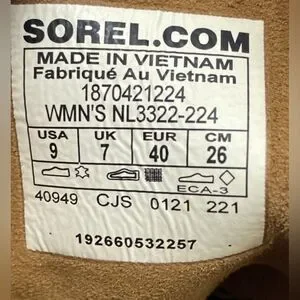 SOREL.COM
MADE IN VIETNAM
Fabriqué Au Vietnam
1870421224
WMN'S NL3322-224
USA UK EUR CM
9 7 40 26
ECA-3
40949 CJS 0121 221
192660532257